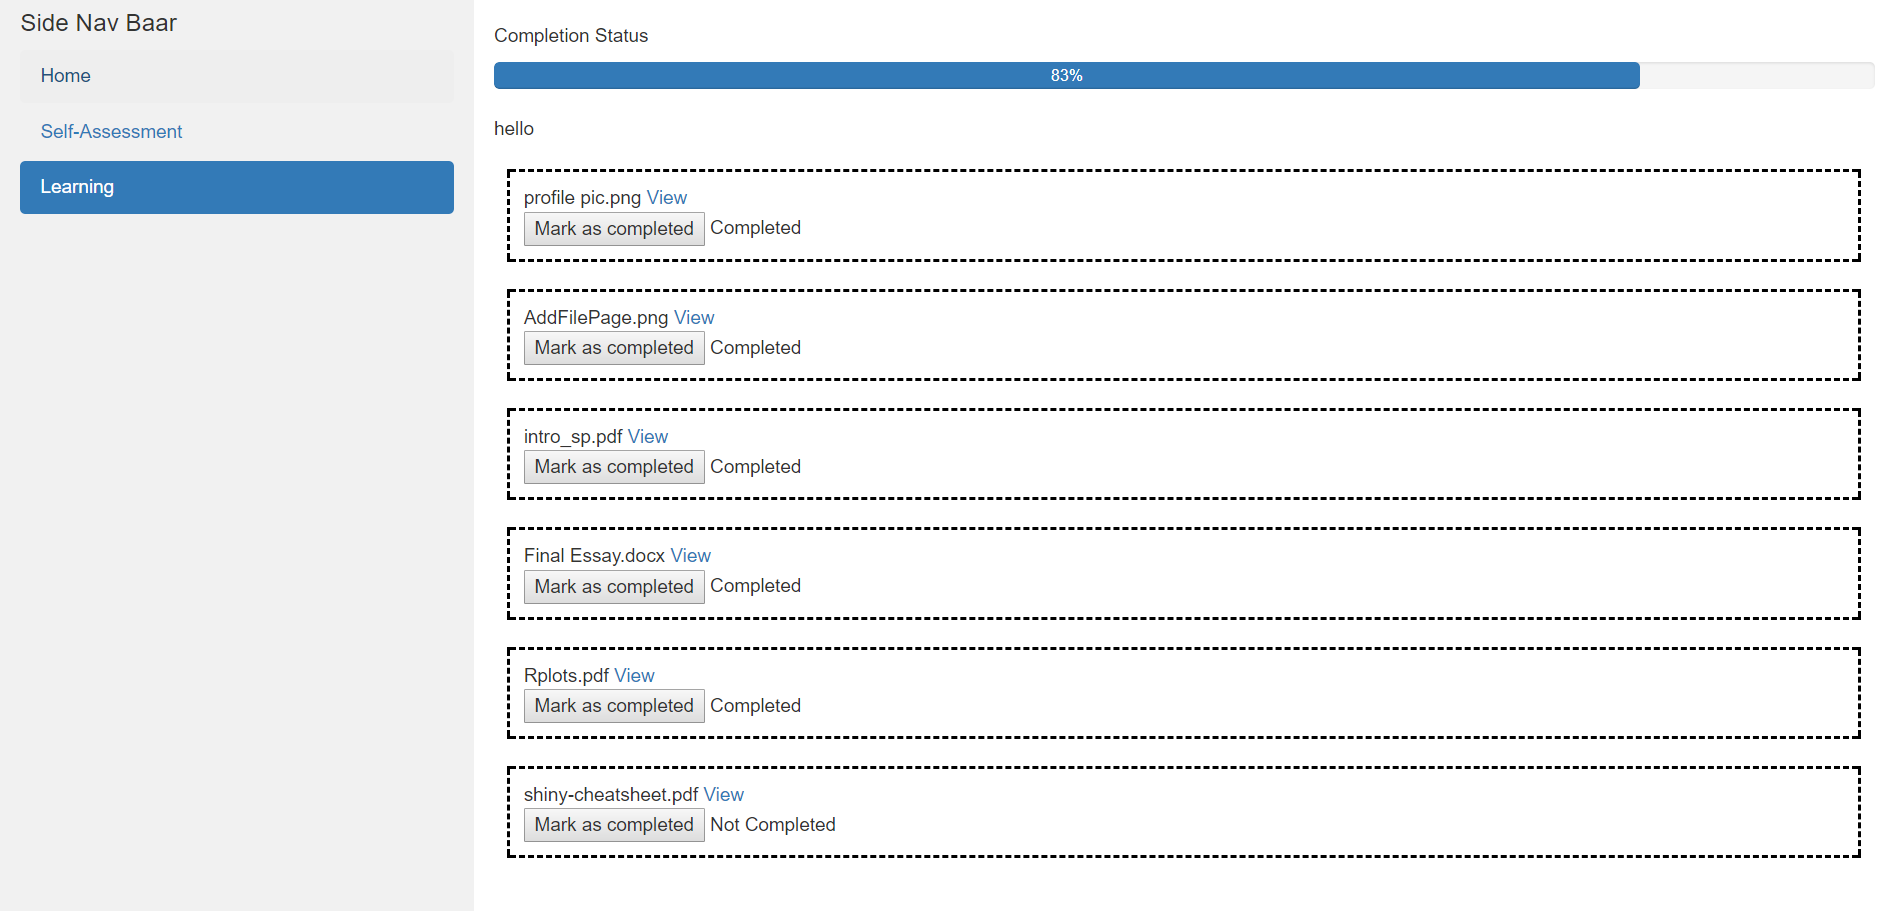 Side Nav Baar
Home
Self-Assessment
Learning
Completion Status
83%
hello
profile pic.png View
Mark as completed Completed
AddFilePage.png View
Mark as completed Completed
intro_sp.pdf View
Mark as completed Completed
Final Essay.docx View
Mark as completed Completed
Rplots.pdf View
Mark as completed Completed
shiny-cheatsheet.pdf View
Mark as completed Not Completed